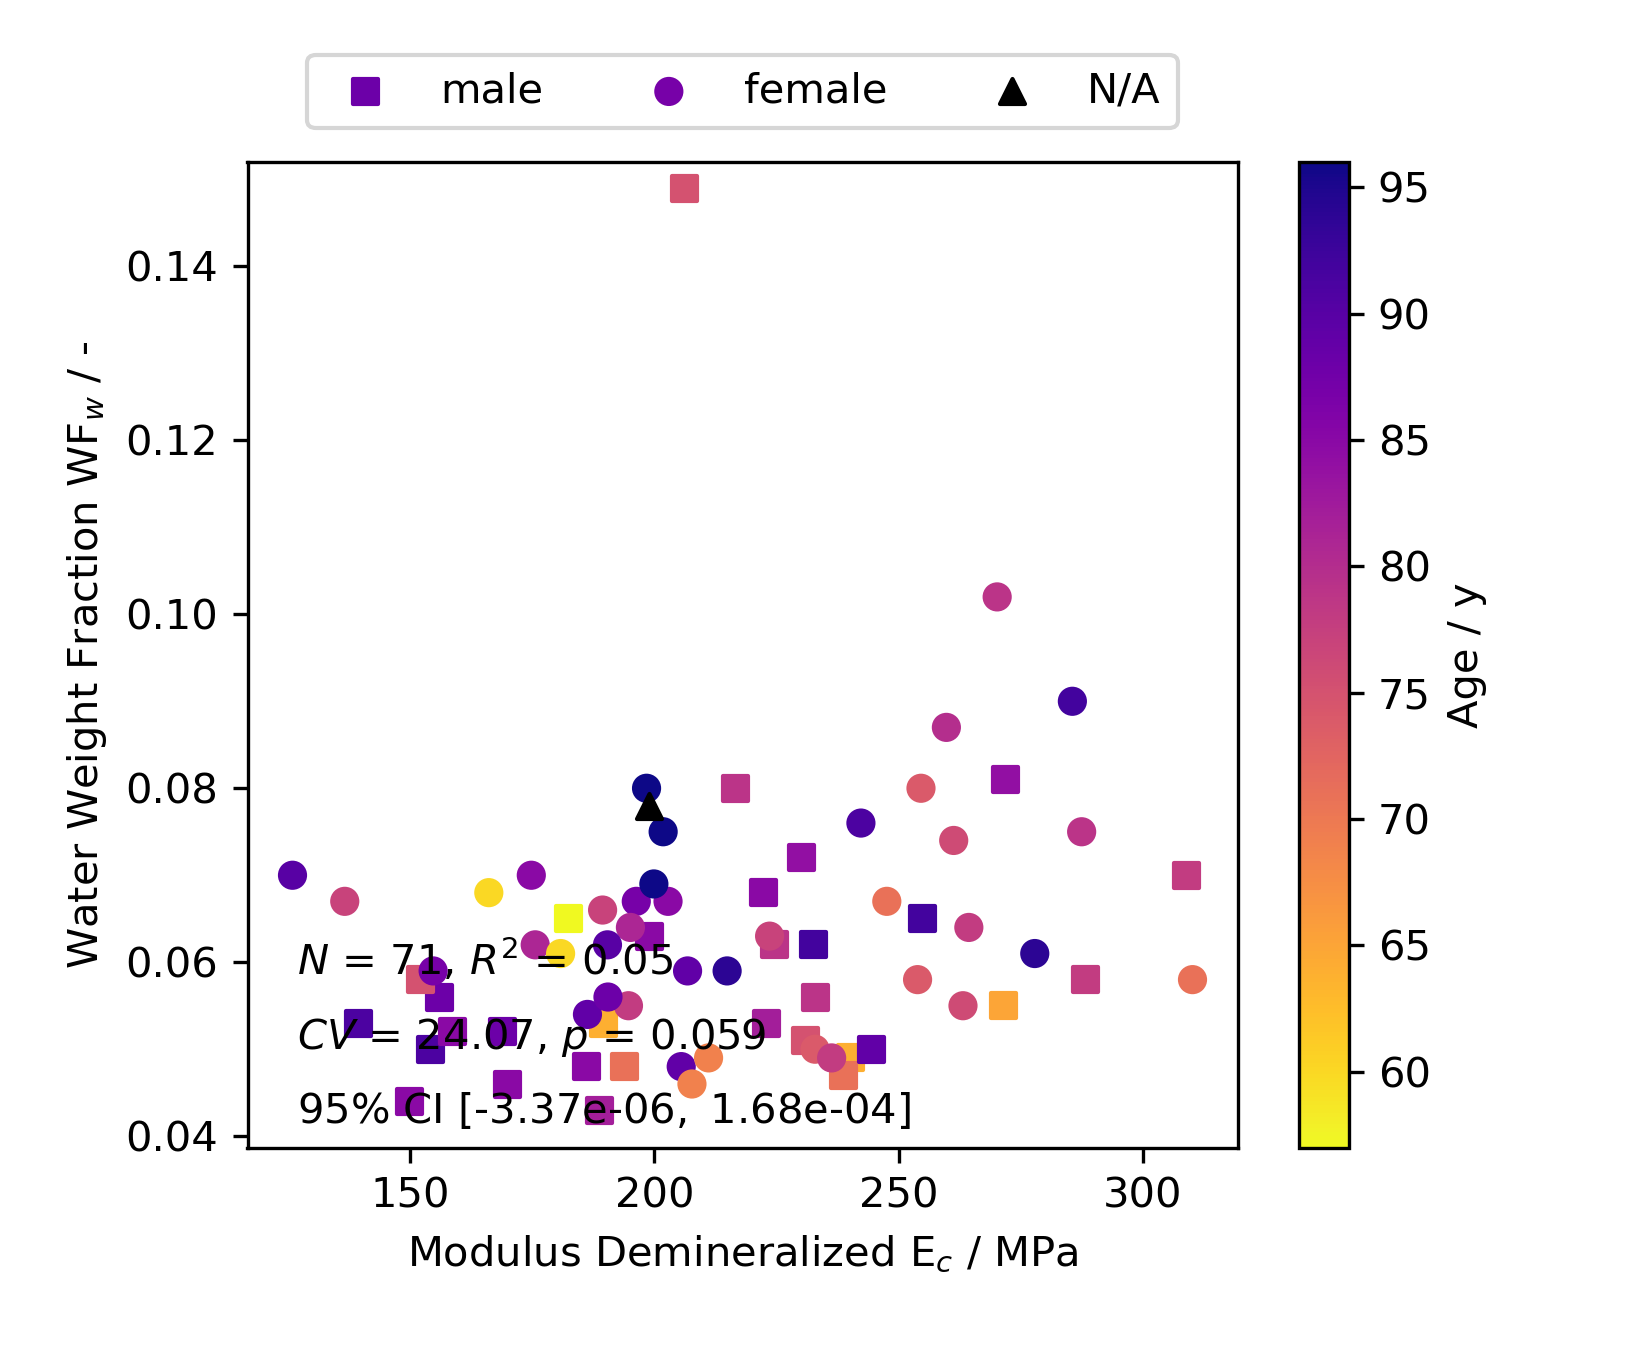 male female N/A
0.14
0.12
0.10
0.08
0.06
0.04
Water Weight Fraction WF_w / -
N = 71, R² = 0.05
CV = 24.07, p = 0.059
95% CI [-3.37e-06, 1.68e-04]
150 200 250 300
Modulus Demineralized E_c / MPa
95
90
85
80
75
70
65
60
Age / y